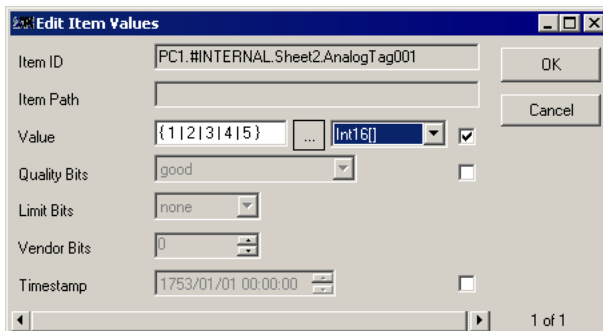 Edit Item Values
Item ID PC1.#INTERNAL.Sheet2.AnalogTag001 OK
Item Path Cancel
Value {1|2|3|4|5} ... Int16[]
Quality Bits good
Limit Bits none
Vendor Bits 0
Timestamp 1753/01/01 00:00:00
1 of 1